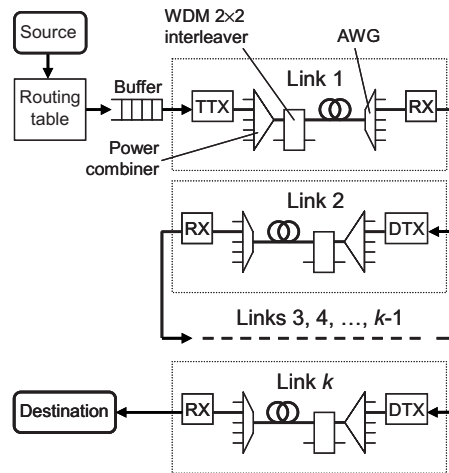 Source
WDM 2×2
interleaver
AWG
Routing
table
Buffer
Link 1
TTX
RX
Power
combiner
Link 2
RX
DTX
Links 3, 4, …, k-1
Link k
Destination
RX
DTX